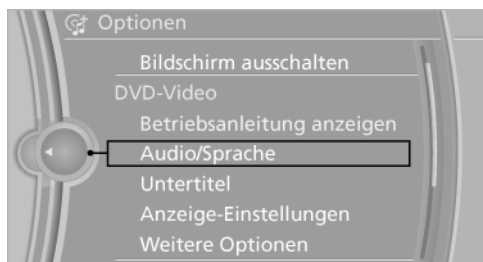 Optionen
Bildschirm ausschalten
DVD-Video
Betriebsanleitung anzeigen
Audio/Sprache
Untertitel
Anzeige-Einstellungen
Weitere Optionen